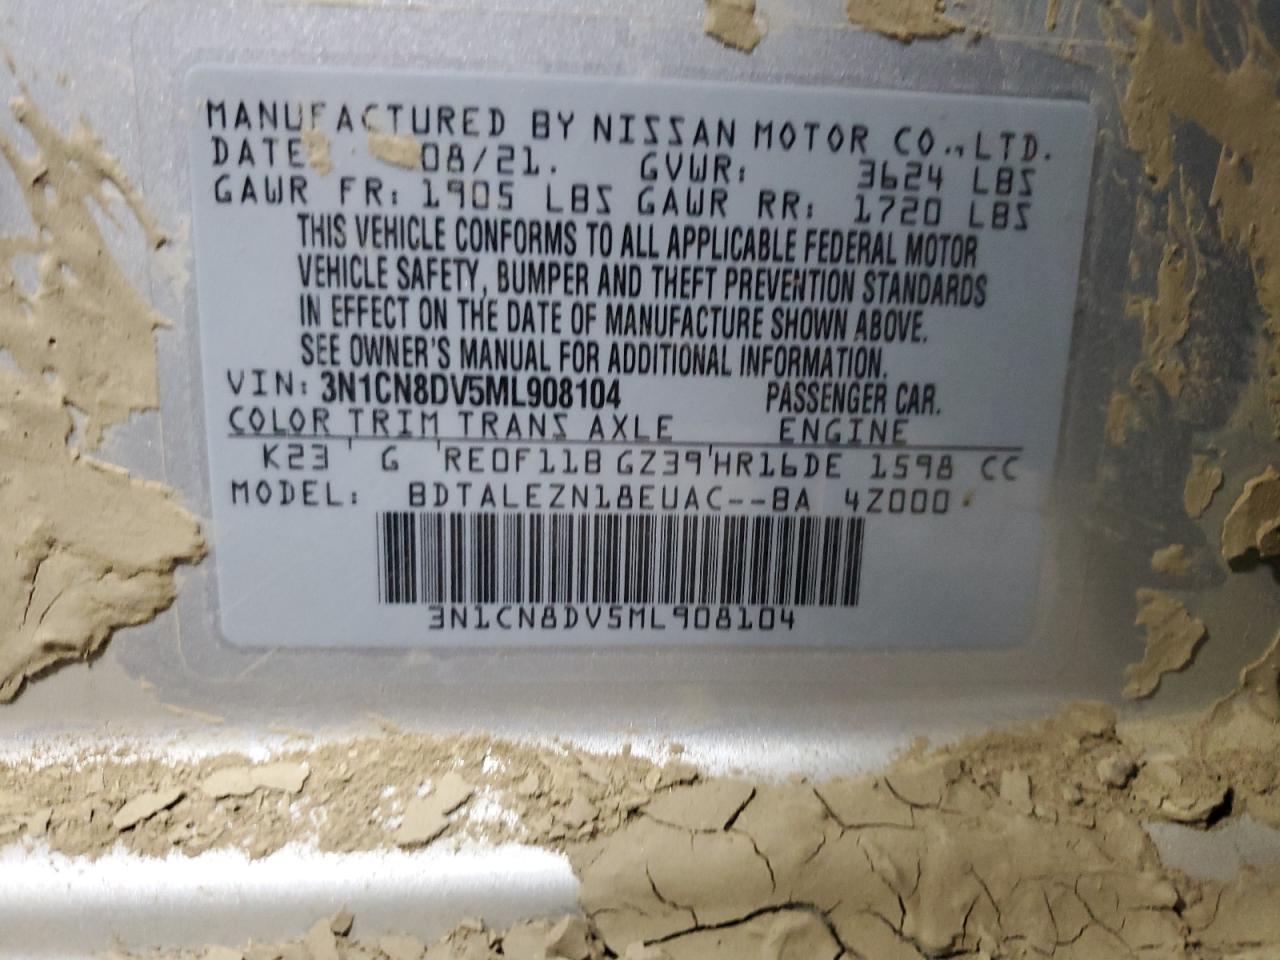 MANUFACTURED BY NISSAN MOTOR CO.,LTD.
DATE 08/21. GVWR: 3624 LBS
GAWR FR: 1905 LBS GAWR RR: 1720 LBS
THIS VEHICLE CONFORMS TO ALL APPLICABLE FEDERAL MOTOR
VEHICLE SAFETY, BUMPER AND THEFT PREVENTION STANDARDS
IN EFFECT ON THE DATE OF MANUFACTURE SHOWN ABOVE.
SEE OWNER'S MANUAL FOR ADDITIONAL INFORMATION.
VIN: 3N1CN8DV5ML908104 PASSENGER CAR.
COLOR TRIM TRANS AXLE ENGINE
K23 G RE0F11B GZ39 HR16DE 1598 CC
MODEL: BDTALEZN18EUAC--BA 4Z000
3N1CN8DV5ML908104